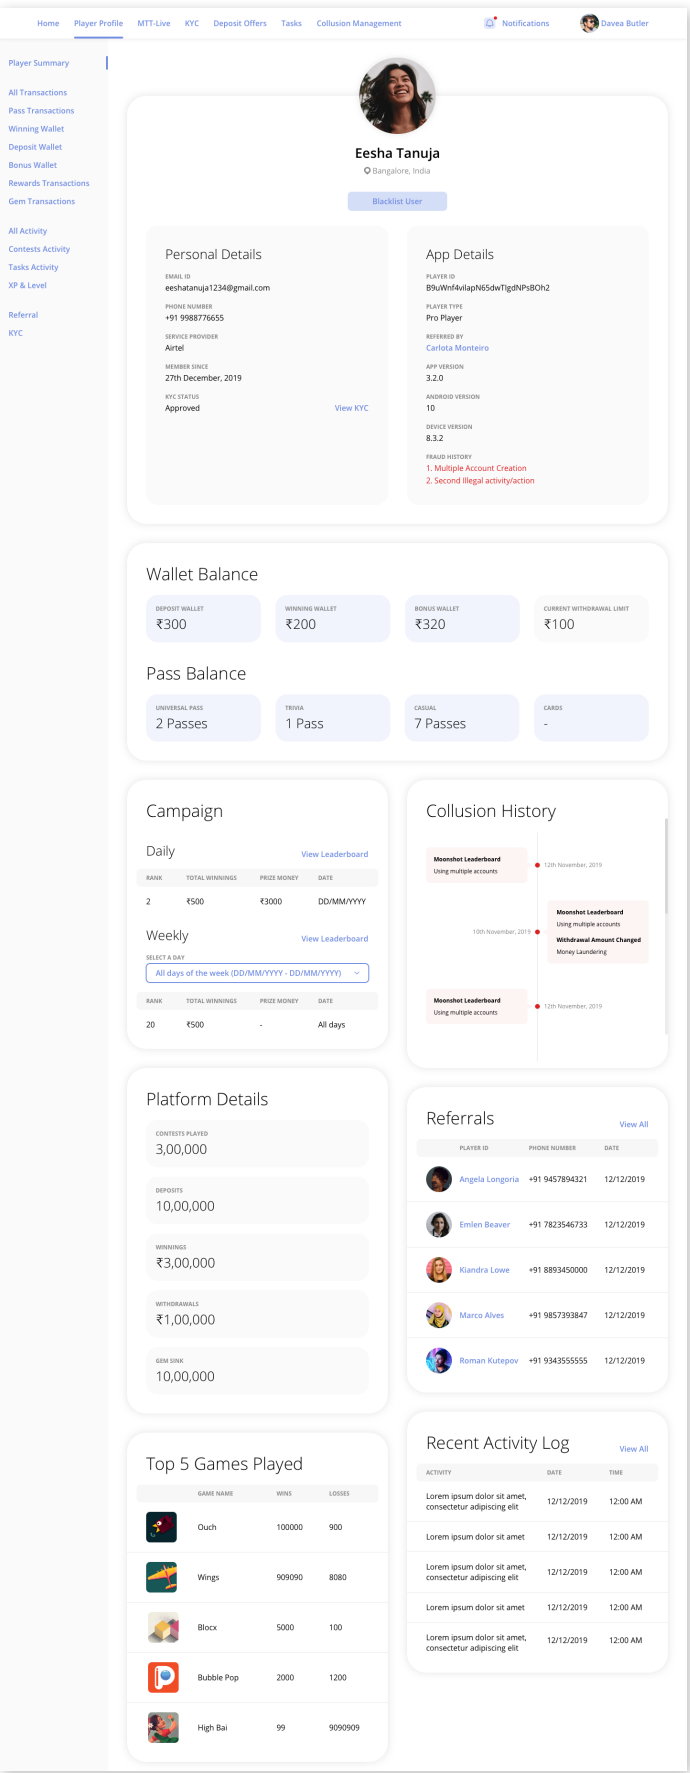 Home Player Profile MTT-Live KYC Deposit Offers Tasks Collusion Management Notifications Davea Butler
Player Summary
All Transactions
Pass Transactions
Winning Wallet
Deposit Wallet
Bonus Wallet
Rewards Transactions
Gem Transactions
All Activity
Contests Activity
Tasks Activity
XP & Level
Referral
KYC
Eesha Tanuja
Bangalore, India
Blacklist User
Personal Details
EMAIL ID
eeshatanuja1234@gmail.com
PHONE NUMBER
+91 9988776655
SERVICE PROVIDER
Airtel
MEMBER SINCE
27th December, 2019
KYC STATUS
Approved View KYC
App Details
PLAYER ID
B9uWnf4vilapN65dwTIgdNPsBOh2
PLAYER TYPE
Pro Player
REFERRED BY
Carlota Monteiro
APP VERSION
3.2.0
ANDROID VERSION
10
DEVICE VERSION
8.3.2
FRAUD HISTORY
1. Multiple Account Creation
2. Second Illegal activity/action
Wallet Balance
DEPOSIT WALLET WINNING WALLET BONUS WALLET CURRENT WITHDRAWAL LIMIT
₹300 ₹200 ₹320 ₹100
Pass Balance
UNIVERSAL PASS TRIVIA CASUAL CARDS
2 Passes 1 Pass 7 Passes -
Campaign
Daily View Leaderboard
RANK TOTAL WINNINGS PRIZE MONEY DATE
2 ₹500 ₹3000 DD/MM/YYYY
Weekly View Leaderboard
SELECT A DAY
All days of the week (DD/MM/YYYY - DD/MM/YYYY)
RANK TOTAL WINNINGS PRIZE MONEY DATE
20 ₹500 - All days
Collusion History
Moonshot Leaderboard
Using multiple accounts
12th November, 2019
10th November, 2019
Moonshot Leaderboard
Using multiple accounts
Withdrawal Amount Changed
Money Laundering
Moonshot Leaderboard
Using multiple accounts
12th November, 2019
Platform Details
CONTESTS PLAYED
3,00,000
DEPOSITS
10,00,000
WINNINGS
₹3,00,000
WITHDRAWALS
₹1,00,000
GEM SINK
10,00,000
Referrals View All
PLAYER ID PHONE NUMBER DATE
Angela Longoria +91 9457894321 12/12/2019
Emlen Beaver +91 7823546733 12/12/2019
Kiandra Lowe +91 8893450000 12/12/2019
Marco Alves +91 9857393847 12/12/2019
Roman Kutepov +91 9343555555 12/12/2019
Top 5 Games Played
GAME NAME WINS LOSSES
Ouch 100000 900
Wings 909090 8080
Blocx 5000 100
Bubble Pop 2000 1200
High Bai 99 9090909
Recent Activity Log View All
ACTIVITY DATE TIME
Lorem ipsum dolor sit amet,
consectetur adipiscing elit 12/12/2019 12:00 AM
Lorem ipsum dolor sit amet 12/12/2019 12:00 AM
Lorem ipsum dolor sit amet,
consectetur adipiscing elit 12/12/2019 12:00 AM
Lorem ipsum dolor sit amet 12/12/2019 12:00 AM
Lorem ipsum dolor sit amet,
consectetur adipiscing elit 12/12/2019 12:00 AM